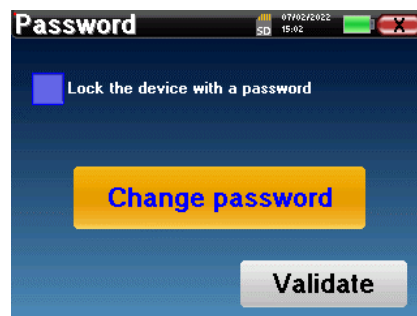 Password
SD
07/02/2022
15:02
X
Lock the device with a password
Change password
Validate